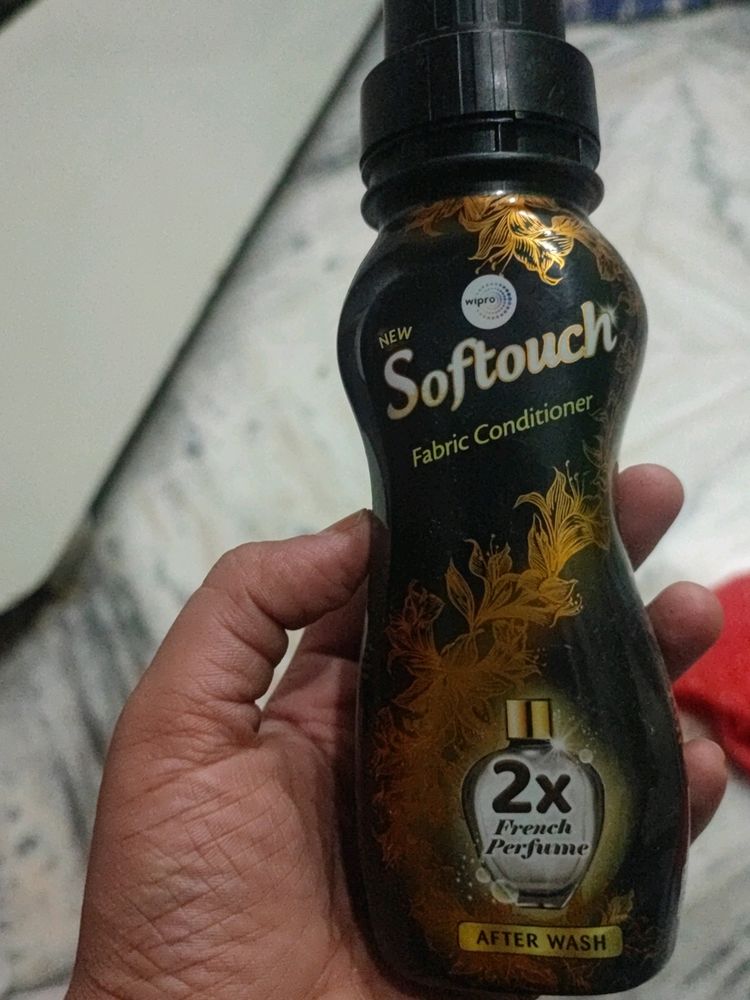 wipro
NEW
Softouch
Fabric Conditioner
2x
French
Perfume
AFTER WASH